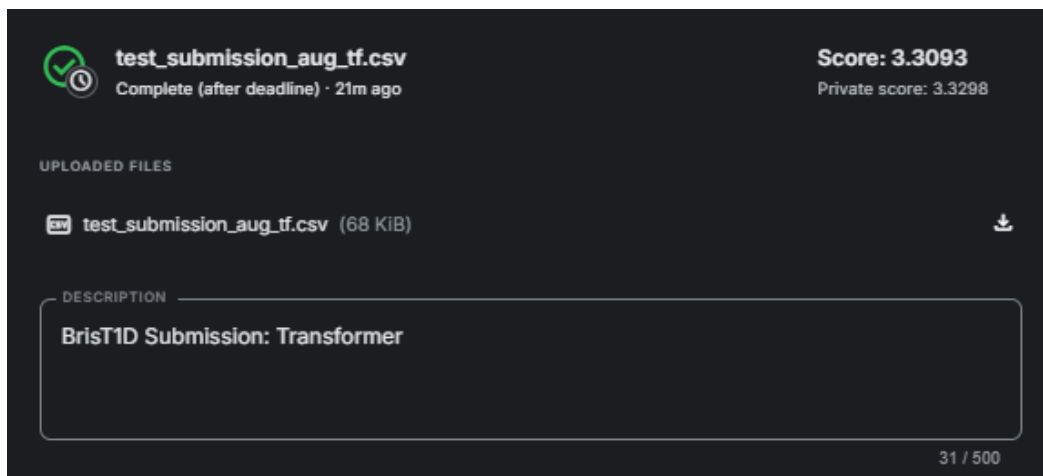 test_submission_aug_tf.csv
Score: 3.3093
Complete (after deadline) · 21m ago
Private score: 3.3298
UPLOADED FILES
CSV test_submission_aug_tf.csv (68 KiB)
DESCRIPTION
BrisT1D Submission: Transformer
31 / 500